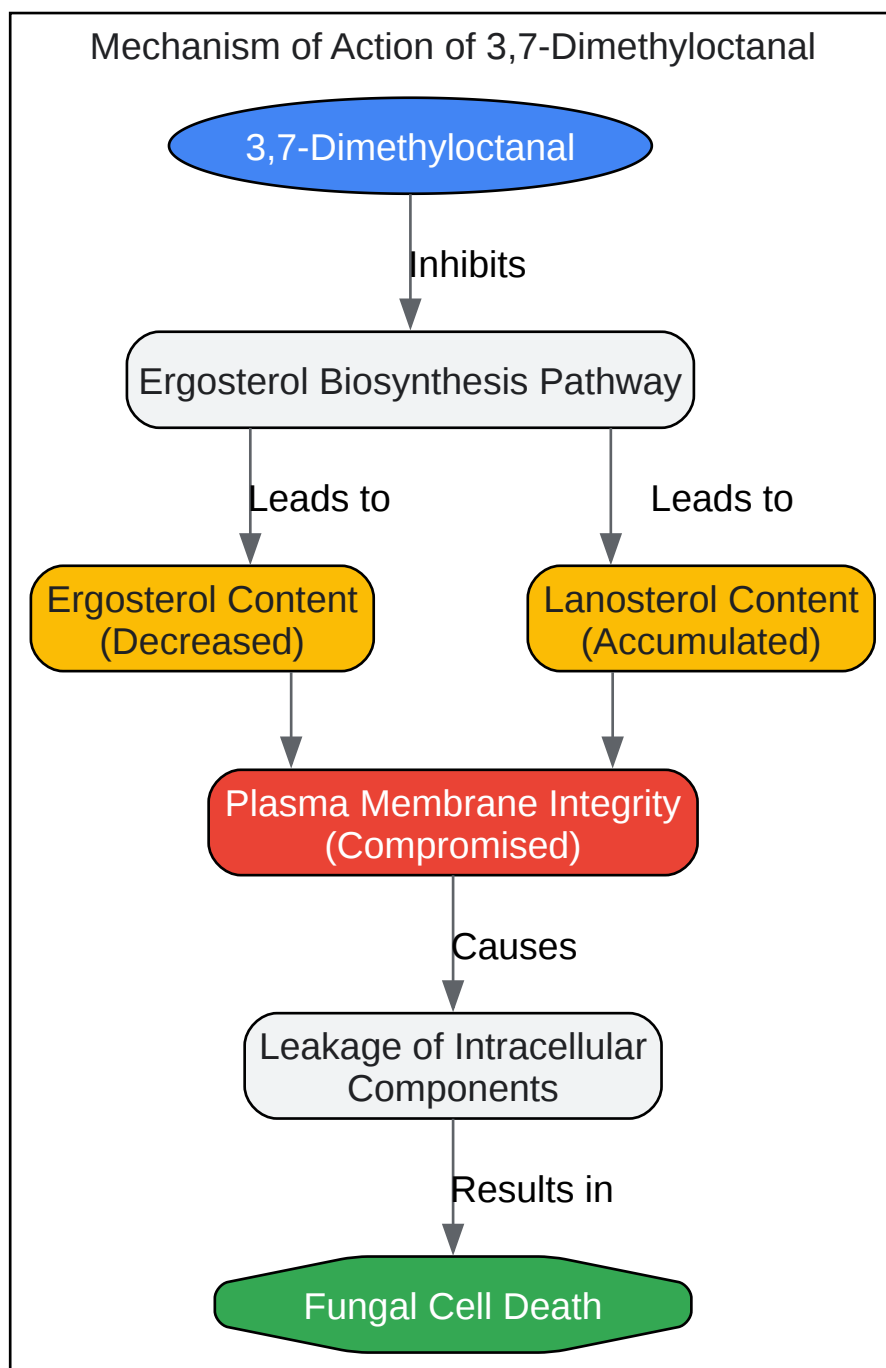 Mechanism of Action of 3,7-Dimethyloctanal
3,7-Dimethyloctanal
Inhibits
Ergosterol Biosynthesis Pathway
Leads to
Leads to
Ergosterol Content
(Decreased)
Lanosterol Content
(Accumulated)
Plasma Membrane Integrity
(Compromised)
Causes
Leakage of Intracellular
Components
Results in
Fungal Cell Death